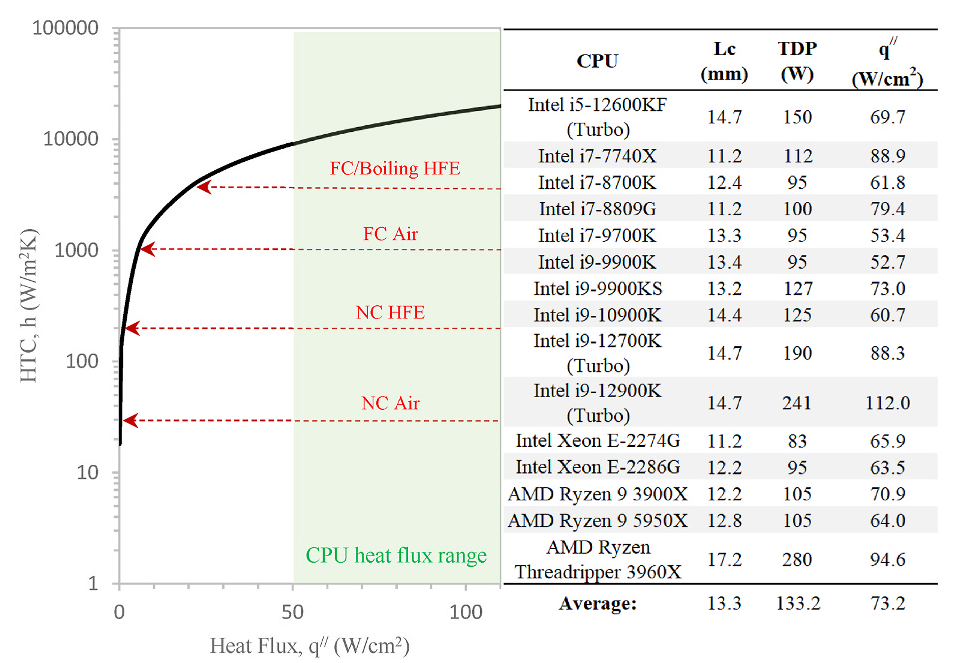 100000
10000
1000
100
10
1
HTC, h (W/m2K)
FC/Boiling HFE
FC Air
NC HFE
NC Air
CPU heat flux range
0 50 100
Heat Flux, q// (W/cm²)
CPU Lc (mm) TDP (W) q// (W/cm²)
Intel i5-12600KF (Turbo) 14.7 150 69.7
Intel i7-7740X 11.2 112 88.9
Intel i7-8700K 12.4 95 61.8
Intel i7-8809G 11.2 100 79.4
Intel i7-9700K 13.3 95 53.4
Intel i9-9900K 13.4 95 52.7
Intel i9-9900KS 13.2 127 73.0
Intel i9-10900K 14.4 125 60.7
Intel i9-12700K (Turbo) 14.7 190 88.3
Intel i9-12900K (Turbo) 14.7 241 112.0
Intel Xeon E-2274G 11.2 83 65.9
Intel Xeon E-2286G 12.2 95 63.5
AMD Ryzen 9 3900X 12.2 105 70.9
AMD Ryzen 9 5950X 12.8 105 64.0
AMD Ryzen Threadripper 3960X 17.2 280 94.6
Average: 13.3 133.2 73.2